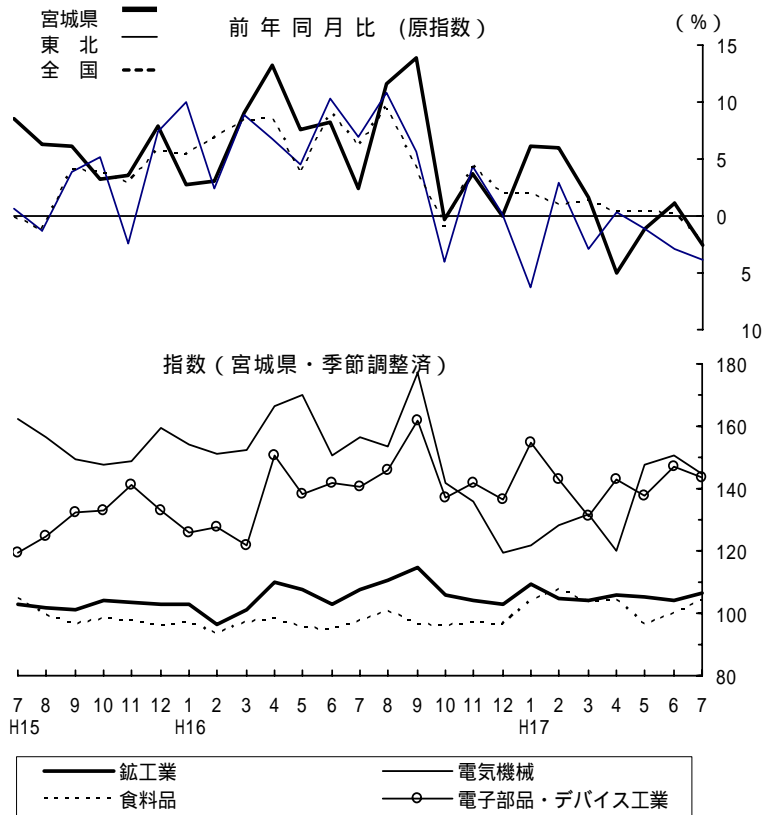 宮城県
東 北
全 国
前 年 同 月 比 (原指数)
(%)
15
10
5
0
5
10
指数(宮城県・季節調整済)
180
160
140
120
100
80
7 8 9 10 11 12 1 2 3 4 5 6 7 8 9 10 11 12 1 2 3 4 5 6 7
H15 H16 H17
鉱工業 電気機械
食料品 電子部品・デバイス工業